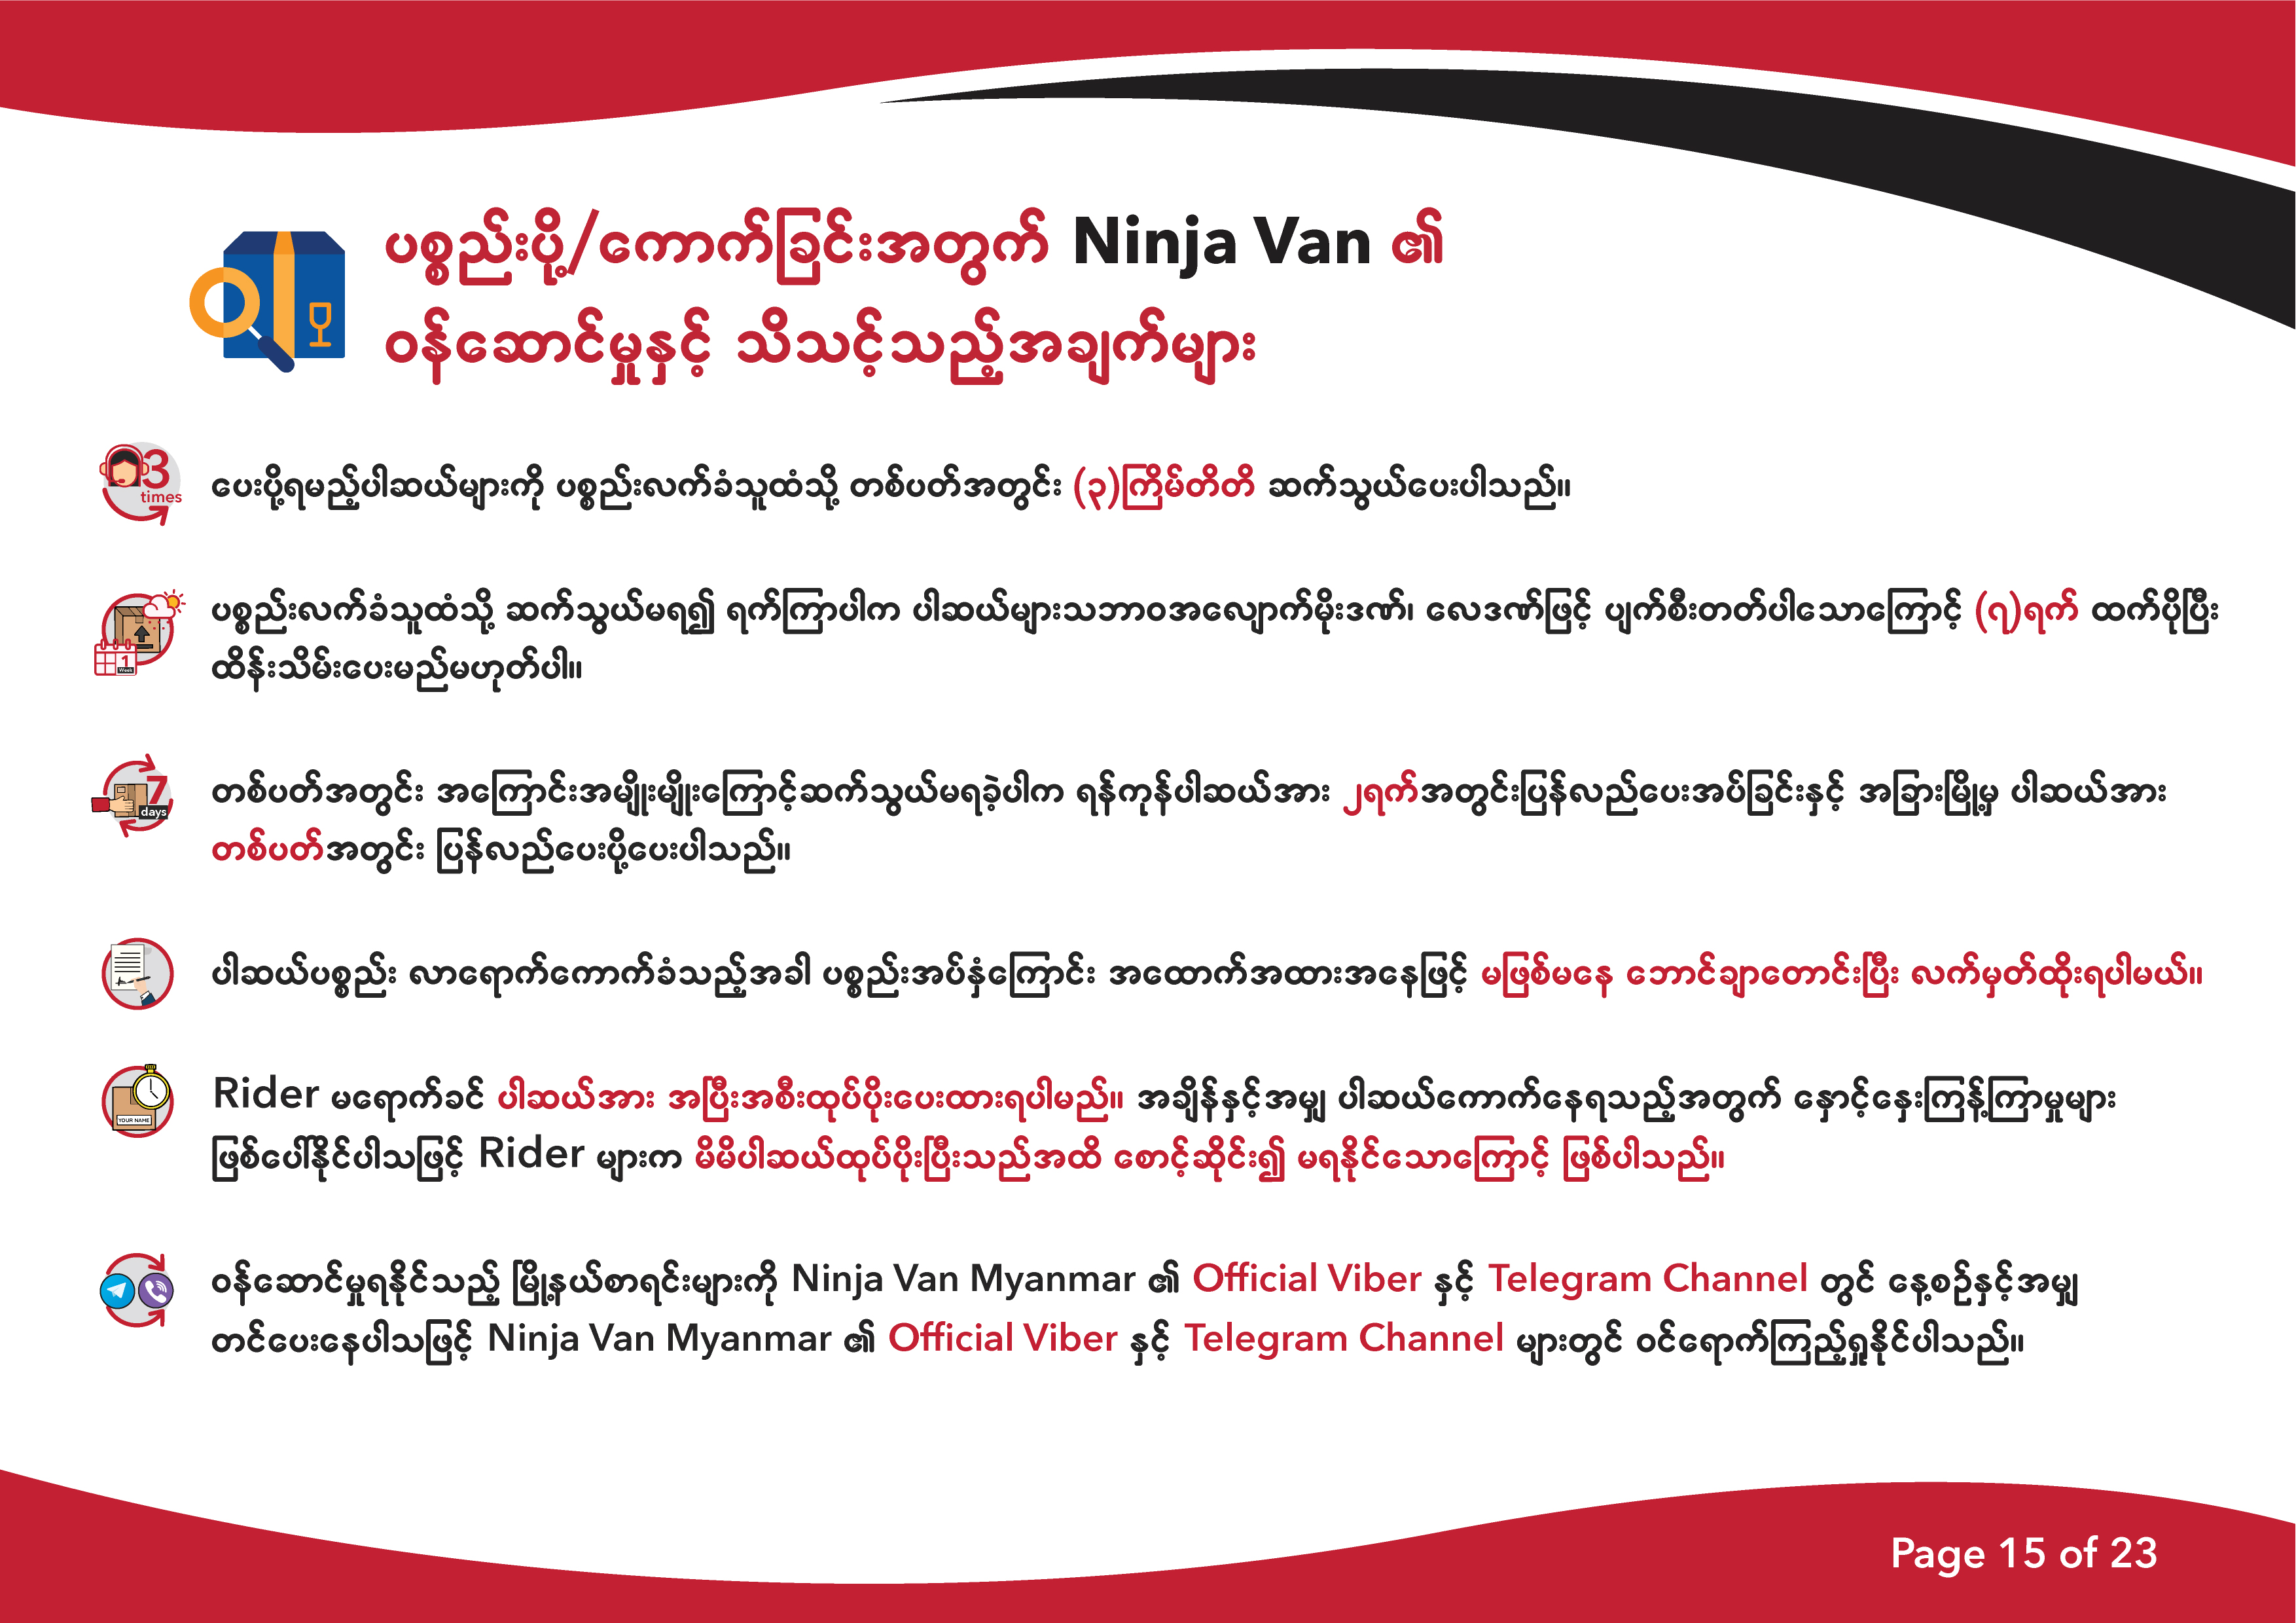 ပစ္စည်းပို့/ကောက်ခြင်းအတွက် Ninja Van ၏
ဝန်ဆောင်မှုနှင့် သိသင့်သည့်အချက်များ
3
times
ပေးပို့ရမည့်ပါဆယ်များကို ပစ္စည်းလက်ခံသူထံသို့ တစ်ပတ်အတွင်း (၃)ကြိမ်တိတိ ဆက်သွယ်ပေးပါသည်။
1
Week
ပစ္စည်းလက်ခံသူထံသို့ ဆက်သွယ်မရ၍ ရက်ကြာပါက ပါဆယ်များသဘာဝအလျောက်မိုးဒဏ်၊ လေဒဏ်ဖြင့် ပျက်စီးတတ်ပါသောကြောင့် (၇)ရက် ထက်ပိုပြီး
ထိန်းသိမ်းပေးမည်မဟုတ်ပါ။
7
days
တစ်ပတ်အတွင်း အကြောင်းအမျိုးမျိုးကြောင့်ဆက်သွယ်မရခဲ့ပါက ရန်ကုန်ပါဆယ်အား ၂ရက်အတွင်းပြန်လည်ပေးအပ်ခြင်းနှင့် အခြားမြို့မှ ပါဆယ်အား
တစ်ပတ်အတွင်း ပြန်လည်ပေးပို့ပေးပါသည်။
ပါဆယ်ပစ္စည်း လာရောက်ကောက်ခံသည့်အခါ ပစ္စည်းအပ်နှံကြောင်း အထောက်အထားအနေဖြင့် မဖြစ်မနေ ဘောင်ချာတောင်းပြီး လက်မှတ်ထိုးရပါမယ်။
YOUR NAME
Rider မရောက်ခင် ပါဆယ်အား အပြီးအစီးထုပ်ပိုးပေးထားရပါမည်။ အချိန်နှင့်အမျှ ပါဆယ်ကောက်နေရသည့်အတွက် နှောင့်နှေးကြန့်ကြာမှုများ
ဖြစ်ပေါ်နိုင်ပါသဖြင့် Rider များက မိမိပါဆယ်ထုပ်ပိုးပြီးသည်အထိ စောင့်ဆိုင်း၍ မရနိုင်သောကြောင့် ဖြစ်ပါသည်။
ဝန်ဆောင်မှုရနိုင်သည့် မြို့နယ်စာရင်းများကို Ninja Van Myanmar ၏ Official Viber နှင့် Telegram Channel တွင် နေ့စဉ်နှင့်အမျှ
တင်ပေးနေပါသဖြင့် Ninja Van Myanmar ၏ Official Viber နှင့် Telegram Channel များတွင် ဝင်ရောက်ကြည့်ရှုနိုင်ပါသည်။
Page 15 of 23